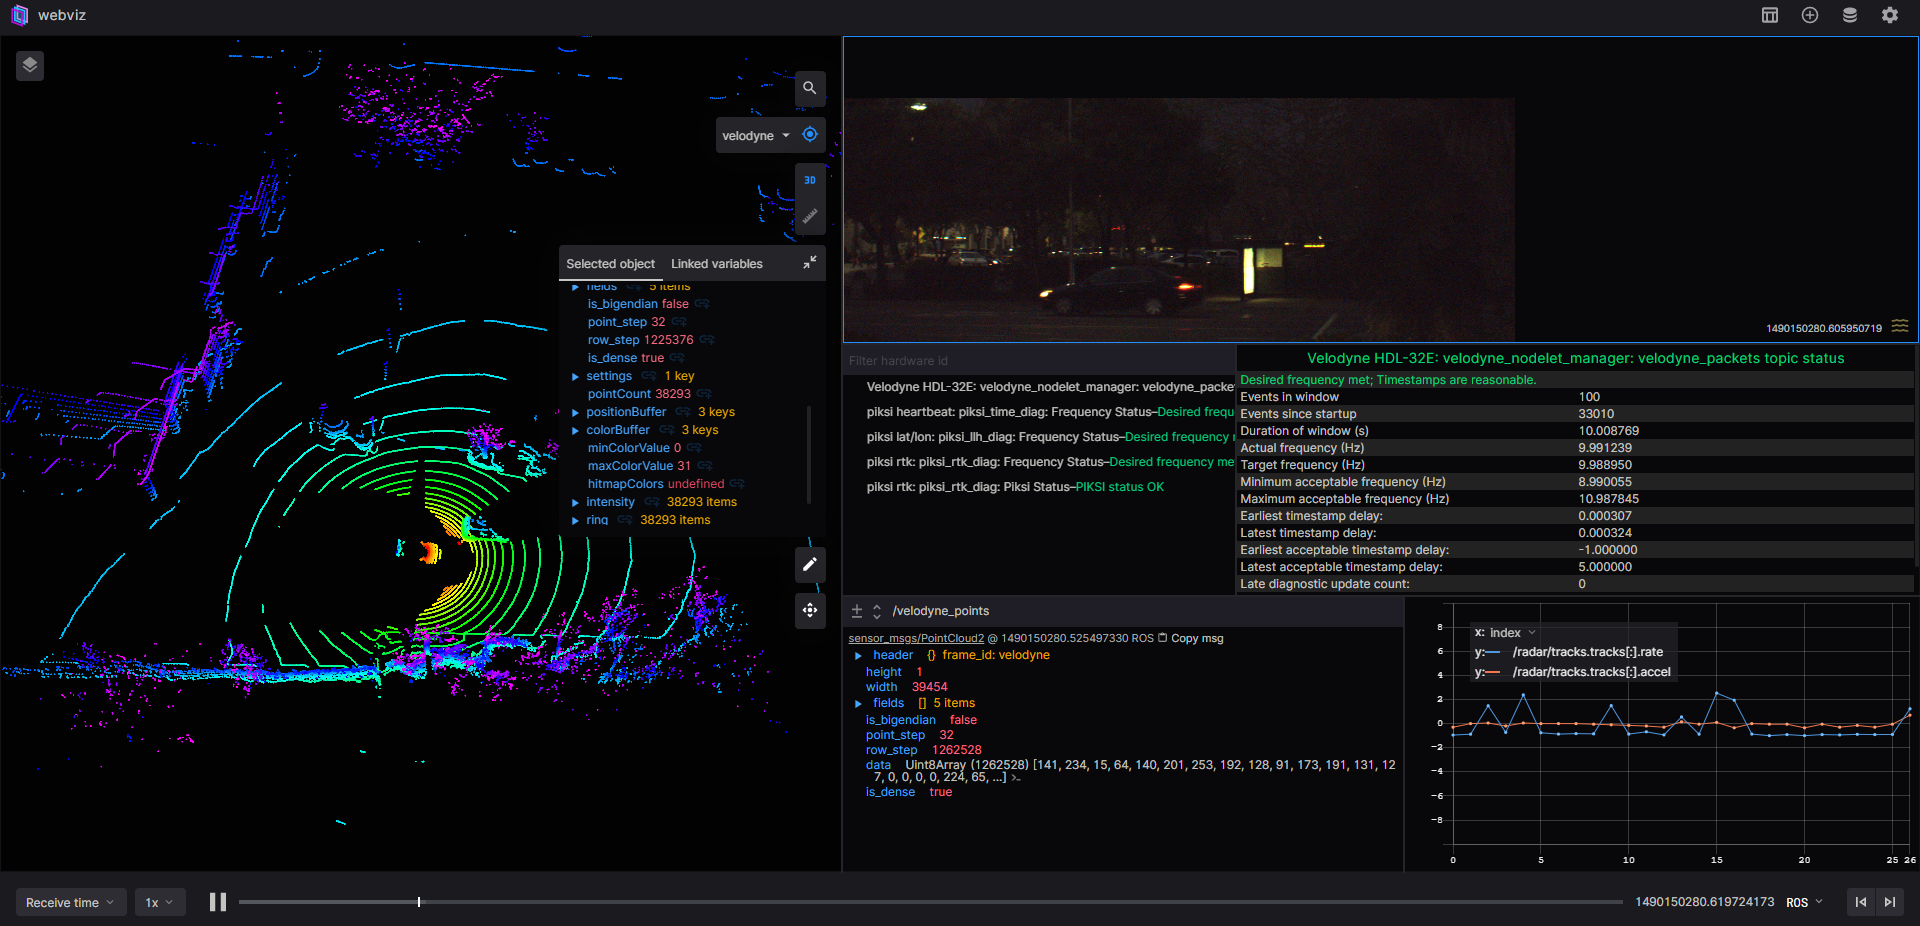 webviz
velodyne
3D
Selected object Linked variables
fields 5 items
is_bigendian false
point_step 32
row_step 1225376
is_dense true
settings 1 key
pointCount 38293
positionBuffer 3 keys
colorBuffer 3 keys
minColorValue 0
maxColorValue 31
hitmapColors undefined
intensity 38293 items
ring 38293 items
1490150280.605950719
Filter hardware id
Velodyne HDL-32E: velodyne_nodelet_manager: velodyne_packe
piksi heartbeat: piksi_time_diag: Frequency Status–Desired frequ
piksi lat/lon: piksi_llh_diag: Frequency Status–Desired frequency
piksi rtk: piksi_rtk_diag: Frequency Status–Desired frequency me
piksi rtk: piksi_rtk_diag: Piksi Status–PIKSI status OK
Velodyne HDL-32E: velodyne_nodelet_manager: velodyne_packets topic status
Desired frequency met; Timestamps are reasonable.
Events in window 100
Events since startup 33010
Duration of window (s) 10.008769
Actual frequency (Hz) 9.991239
Target frequency (Hz) 9.988950
Minimum acceptable frequency (Hz) 8.990055
Maximum acceptable frequency (Hz) 10.987845
Earliest timestamp delay: 0.000307
Latest timestamp delay: 0.000324
Earliest acceptable timestamp delay: -1.000000
Latest acceptable timestamp delay: 5.000000
Late diagnostic update count: 0
/velodyne_points
sensor_msgs/PointCloud2 @ 1490150280.525497330 ROS Copy msg
header {} frame_id: velodyne
height 1
width 39454
fields [] 5 items
is_bigendian false
point_step 32
row_step 1262528
data Uint8Array (1262528) [141, 234, 15, 64, 140, 201, 253, 192, 128, 91, 173, 191, 131, 12
7, 0, 0, 0, 0, 224, 65, ...] >_
is_dense true
x: index
y: /radar/tracks.tracks[:].rate
y: /radar/tracks.tracks[:].accel
8
6
4
2
0
-2
-4
-6
-8
0 5 10 15 20 25 26
Receive time 1x 1490150280.619724173 ROS